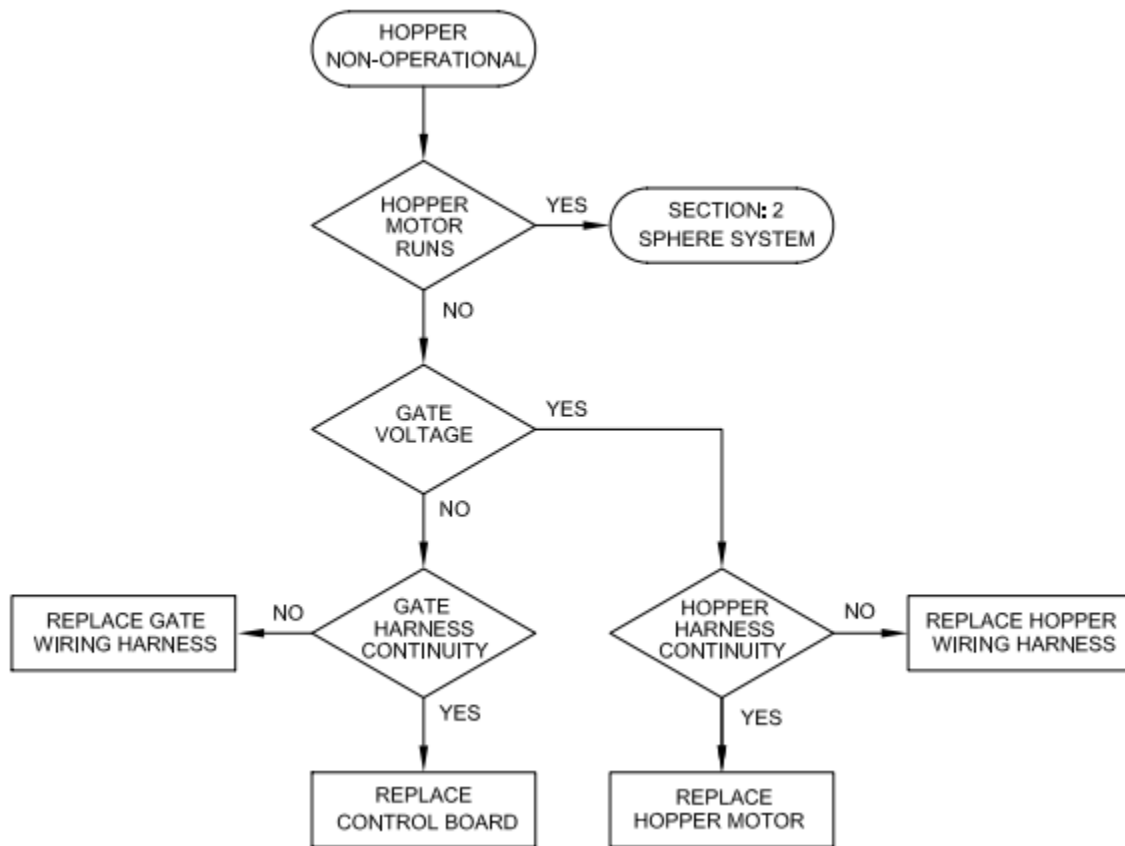 HOPPER
NON-OPERATIONAL
HOPPER
MOTOR
RUNS
YES
SECTION: 2
SPHERE SYSTEM
NO
GATE
VOLTAGE
YES
NO
REPLACE GATE
WIRING HARNESS
NO
GATE
HARNESS
CONTINUITY
HOPPER
HARNESS
CONTINUITY
NO
REPLACE HOPPER
WIRING HARNESS
YES
YES
REPLACE
CONTROL BOARD
REPLACE
HOPPER MOTOR